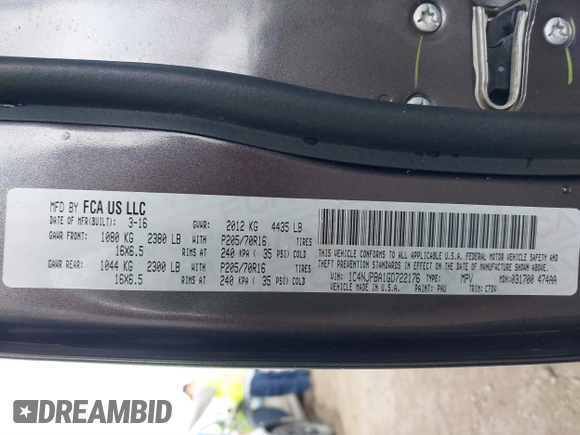 MFD BY FCA US LLC
DATE OF MFR(BUILT): 3-16 GVWR: 2012 KG 4435 LB
GAWR FRONT: 1080 KG 2380 LB WITH P205/70R16 TIRES
16X6.5 RIMS AT 240 KPA ( 35 PSI) COLD
GAWR REAR: 1044 KG 2300 LB WITH P205/70R16 TIRES
16X6.5 RIMS AT 240 KPA ( 35 PSI) COLD
THIS VEHICLE CONFORMS TO ALL APPLICABLE U.S.A. FEDERAL MOTOR VEHICLE SAFETY
AND THEFT PREVENTION STANDARDS IN EFFECT ON THE DATE OF MANUFACTURE SHOWN ABOVE.
VIN: 1C4NJPBA1GD722176 TYPE: MPV MDH:031700 474AA
MADE IN U.S.A. PAINT: PAU TRIM: C7DV
DREAMBID